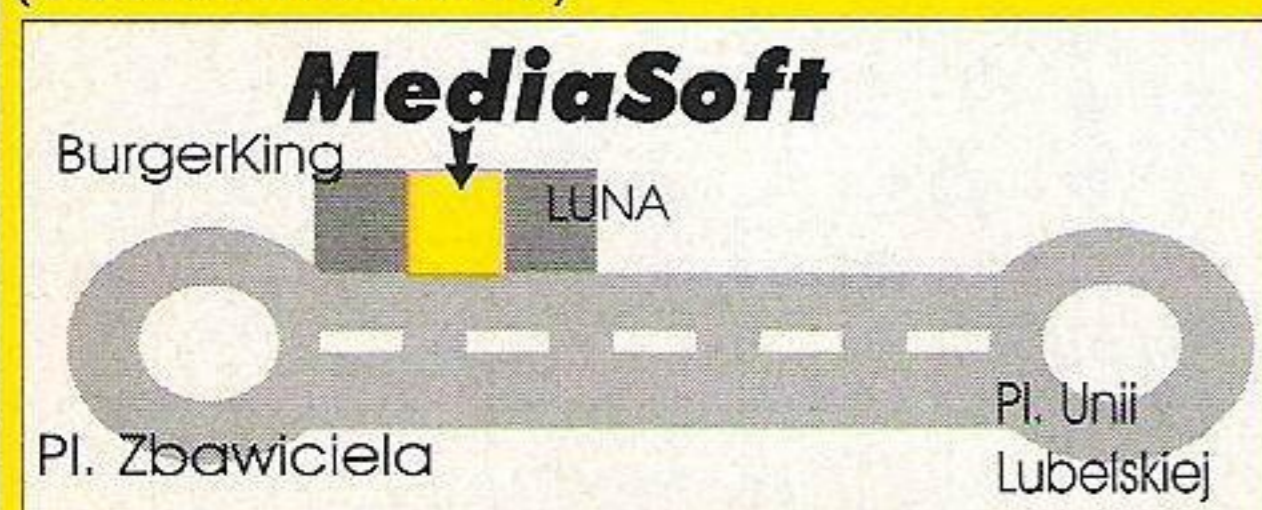 MediaSoft
BurgerKing
LUNA
Pl. Zbawiciela
Pl. Unii
Lubelskiej